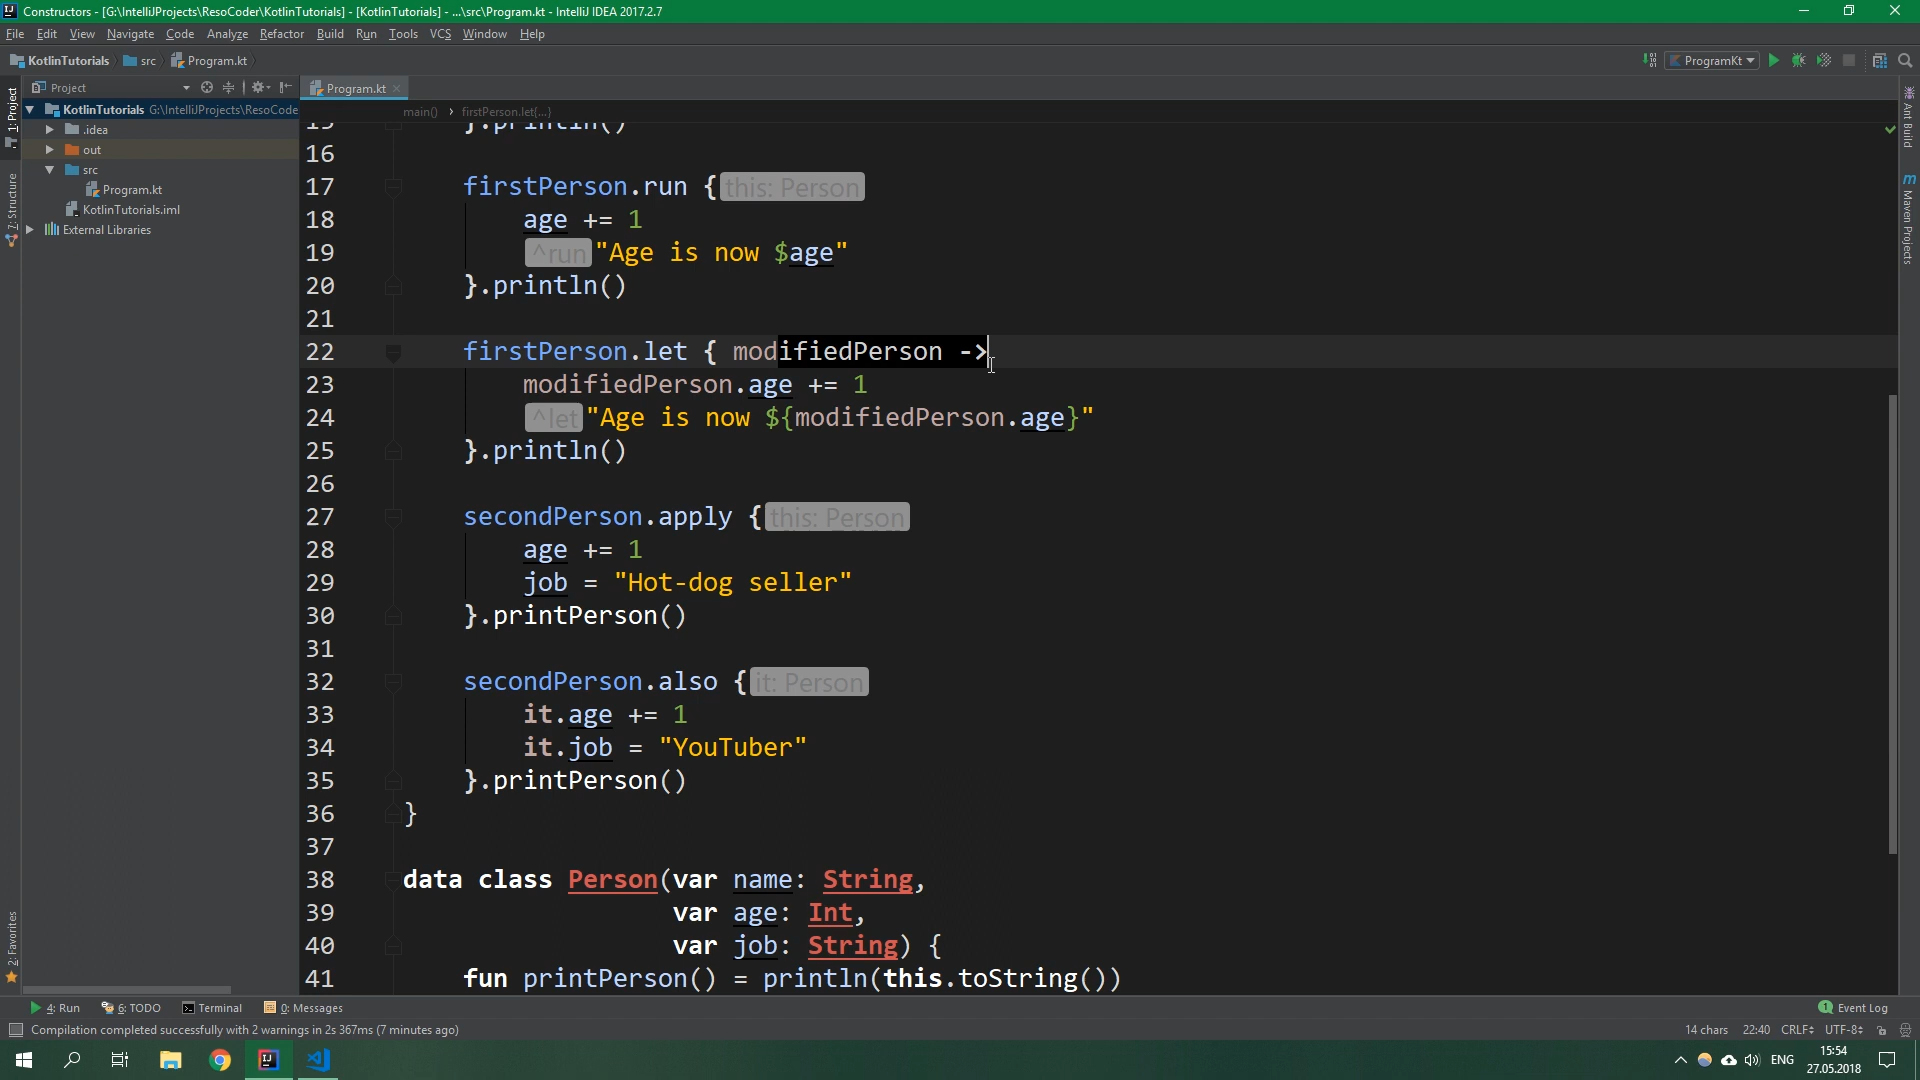 Constructors - [G:\IntelliJProjects\ResoCoder\KotlinTutorials] - [KotlinTutorials] - ...\src\Program.kt - IntelliJ IDEA 2017.2.7
File Edit View Navigate Code Analyze Refactor Build Run Tools VCS Window Help
KotlinTutorials src Program.kt ProgramKt
1: Project
Project
Program.kt
KotlinTutorials G:\IntelliJProjects\ResoCode
.idea
out
src
Program.kt
KotlinTutorials.iml
External Libraries
7: Structure
2: Favorites
Ant Build
Maven Projects
main() › firstPerson.let{...}
15 }.println()
16
17 firstPerson.run { this: Person
18 age += 1
19 ^run "Age is now $age"
20 }.println()
21
22 firstPerson.let { modifiedPerson ->
23 modifiedPerson.age += 1
24 ^let "Age is now ${modifiedPerson.age}"
25 }.println()
26
27 secondPerson.apply { this: Person
28 age += 1
29 job = "Hot-dog seller"
30 }.printPerson()
31
32 secondPerson.also { it: Person
33 it.age += 1
34 it.job = "YouTuber"
35 }.printPerson()
36 }
37
38 data class Person(var name: String,
39 var age: Int,
40 var job: String) {
41 fun printPerson() = println(this.toString())
4: Run 6: TODO Terminal 0: Messages 1 Event Log
Compilation completed successfully with 2 warnings in 2s 367ms (7 minutes ago) 14 chars 22:40 CRLF UTF-8
ENG 15:54
27.05.2018